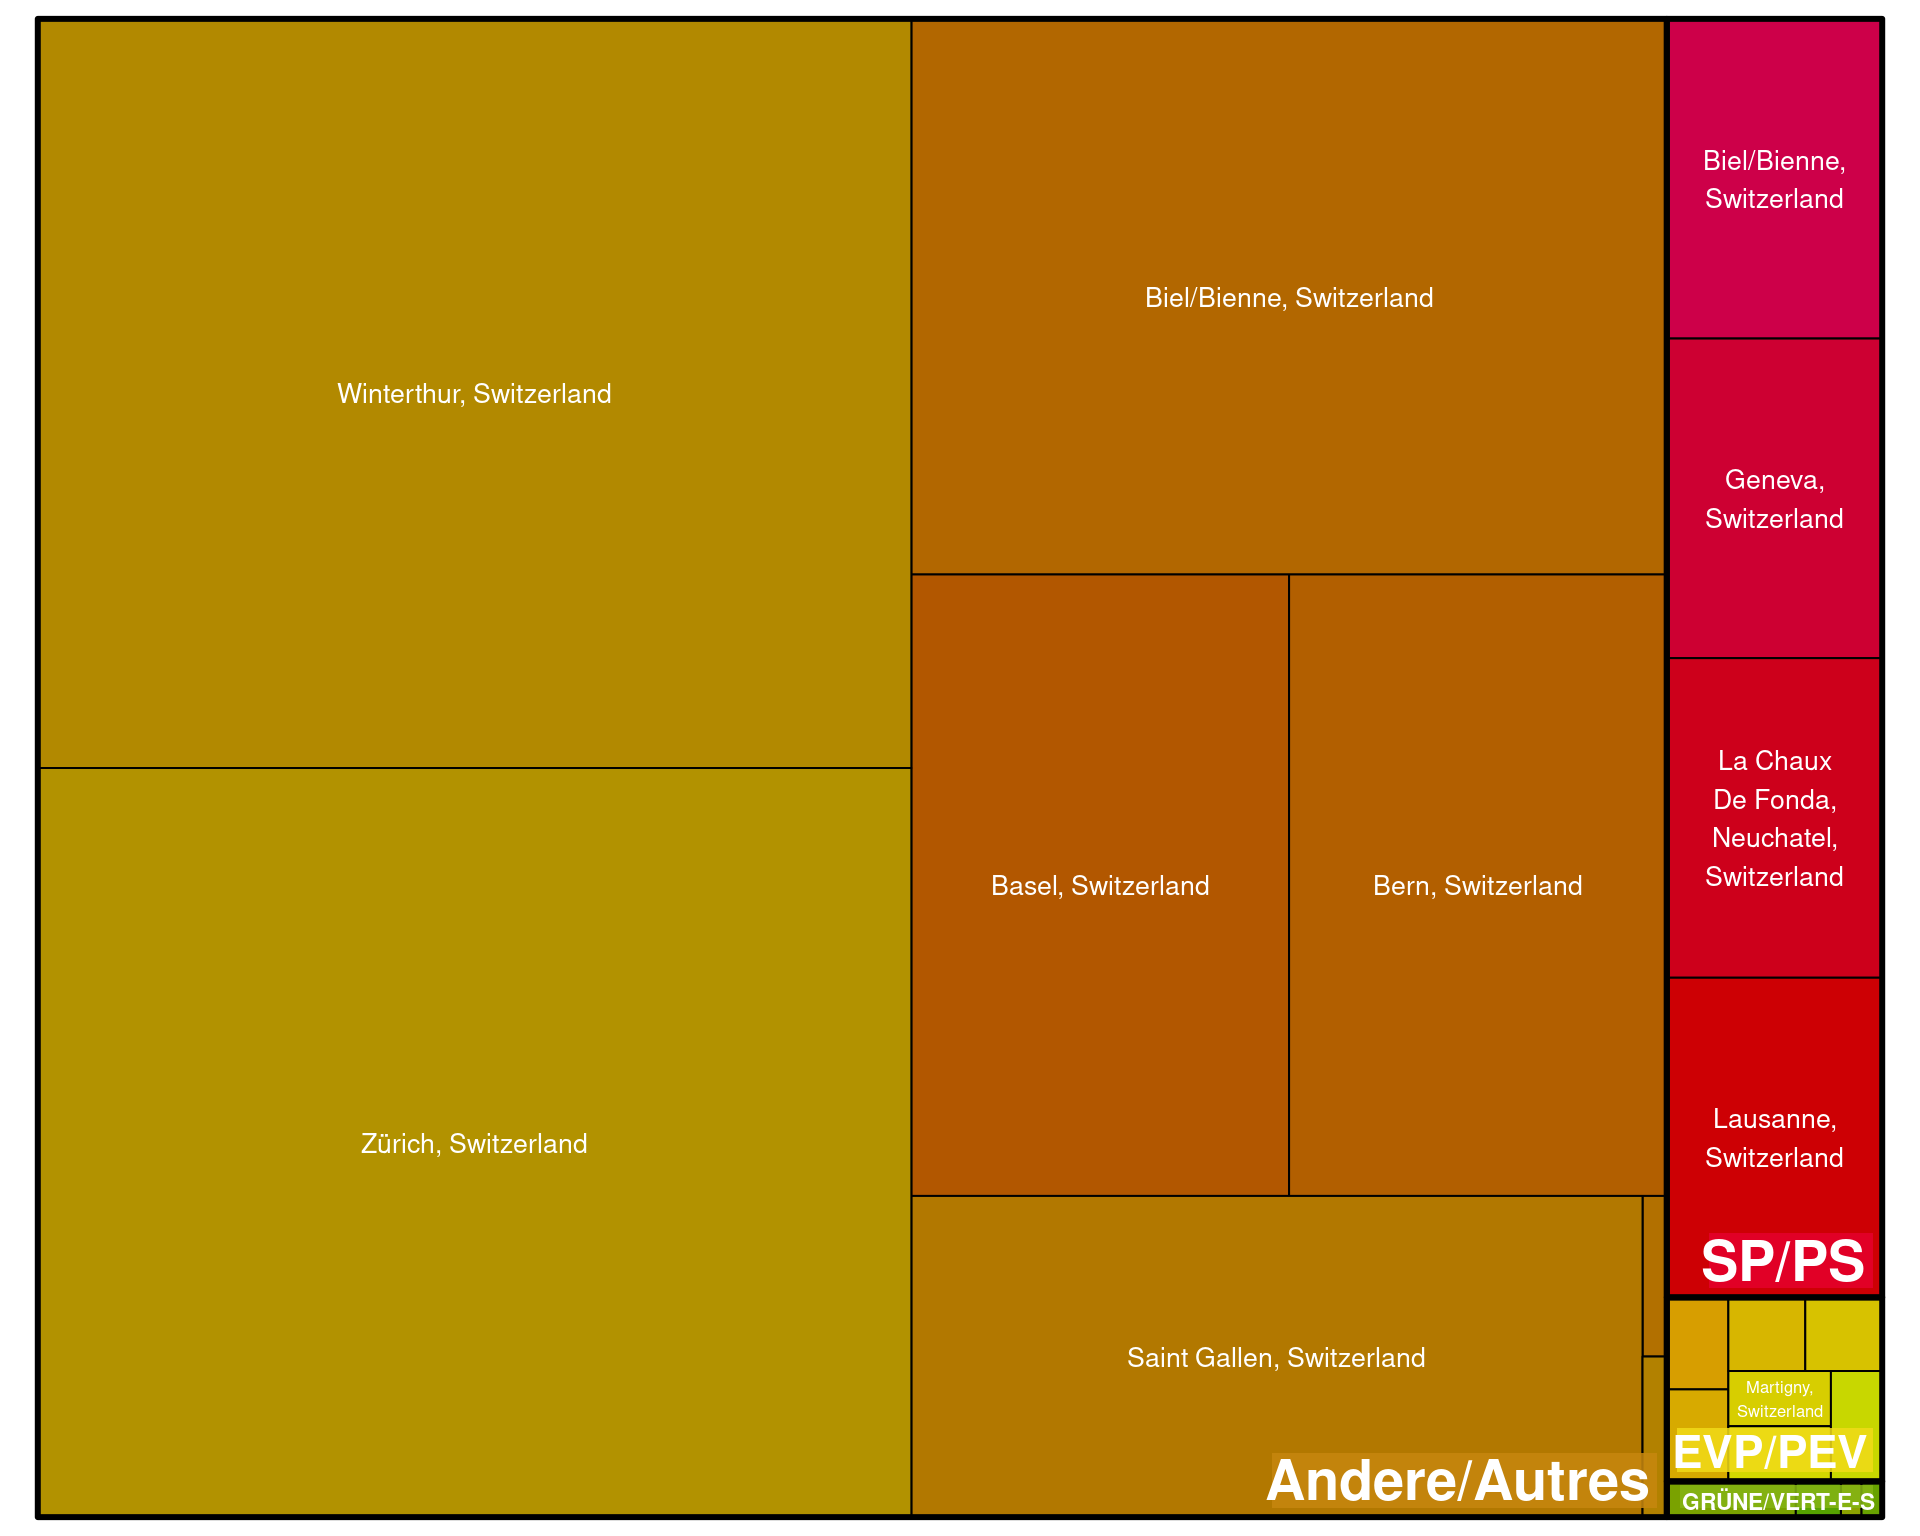 Winterthur, Switzerland
Zürich, Switzerland
Biel/Bienne, Switzerland
Basel, Switzerland
Bern, Switzerland
Saint Gallen, Switzerland
Andere/Autres
Biel/Bienne,
Switzerland
Geneva,
Switzerland
La Chaux
De Fonda,
Neuchatel,
Switzerland
Lausanne,
Switzerland
SP/PS
Martigny,
Switzerland
EVP/PEV
GRÜNE/VERT-E-S